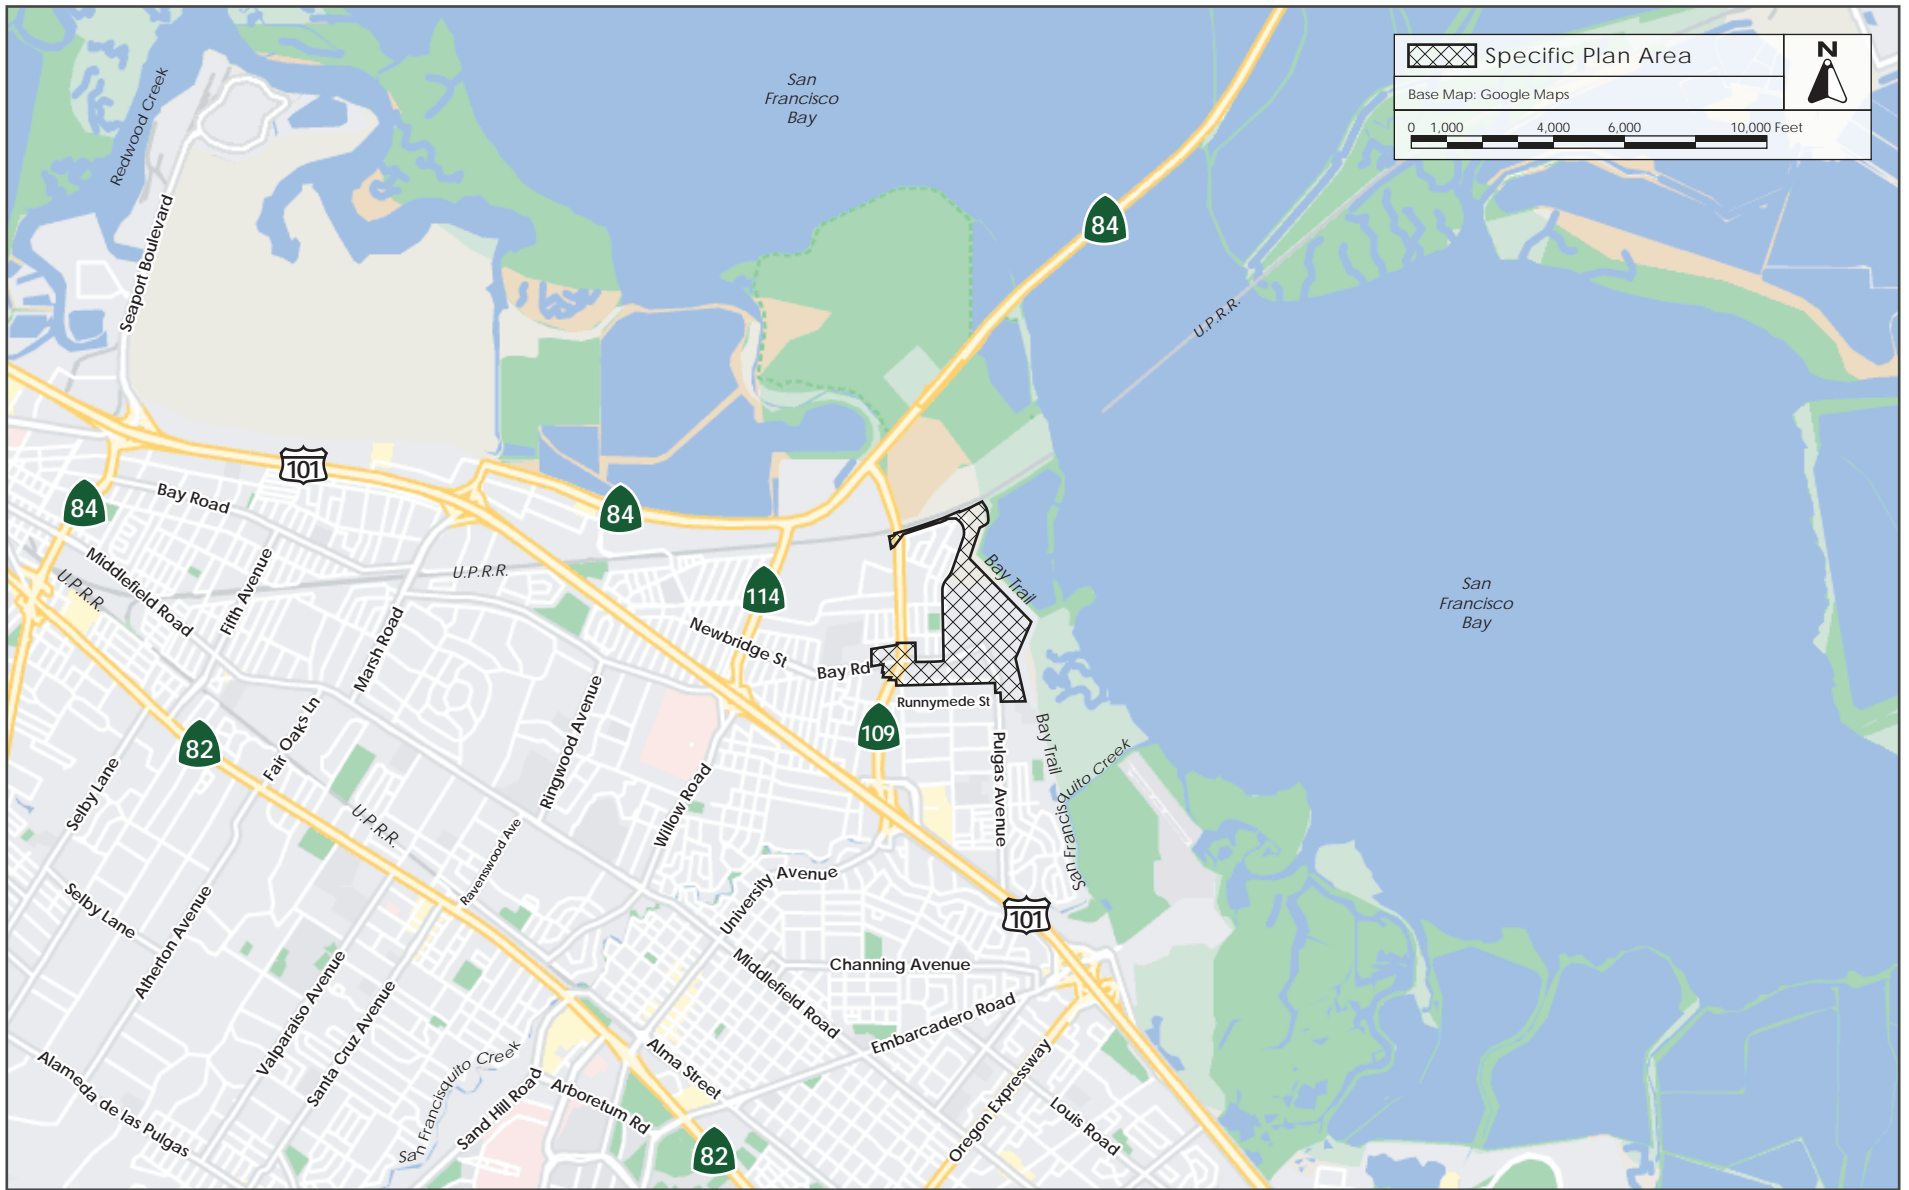 San
Francisco
Bay
Specific Plan Area
N
Base Map: Google Maps
0 1,000 4,000 6,000 10,000 Feet
Redwood Creek
Seaport Boulevard
84
U.P.R.R.
101
84
Bay Road
84
Middlefield Road
U.P.R.R.
Fifth Avenue
U.P.R.R.
Marsh Road
114
Newbridge St
Bay Rd
Bay Trail
San
Francisco
Bay
Runnymede St
109
82
Fair Oaks Ln
Ringwood Avenue
Willow Road
Pulgas Avenue
Bay Trail
San Francisquito Creek
Selby Lane
U.P.R.R.
Ravenswood Ave
University Avenue
Selby Lane
Atherton Avenue
101
Valparaiso Avenue
Santa Cruz Avenue
Middlefield Road
Channing Avenue
Embarcadero Road
Alameda de las Pulgas
San Francisquito Creek
Sand Hill Road
Arboretum Rd
Alma Street
Oregon Expressway
Louis Road
82